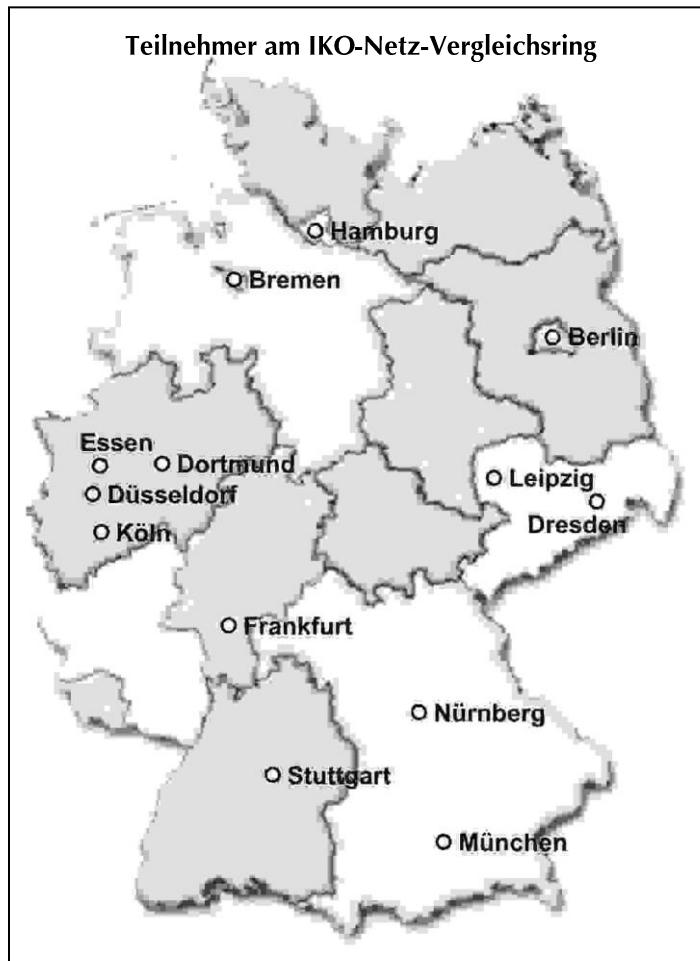 Teilnehmer am IKO-Netz-Vergleichsring
Hamburg
Bremen
Berlin
Essen
Dortmund
Leipzig
Düsseldorf
Dresden
Köln
Frankfurt
Nürnberg
Stuttgart
München